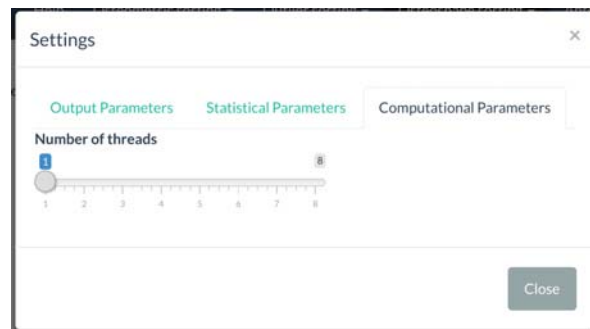 Settings
×
Output Parameters Statistical Parameters Computational Parameters
Number of threads
1 8
1 2 3 4 5 6 7 8
Close